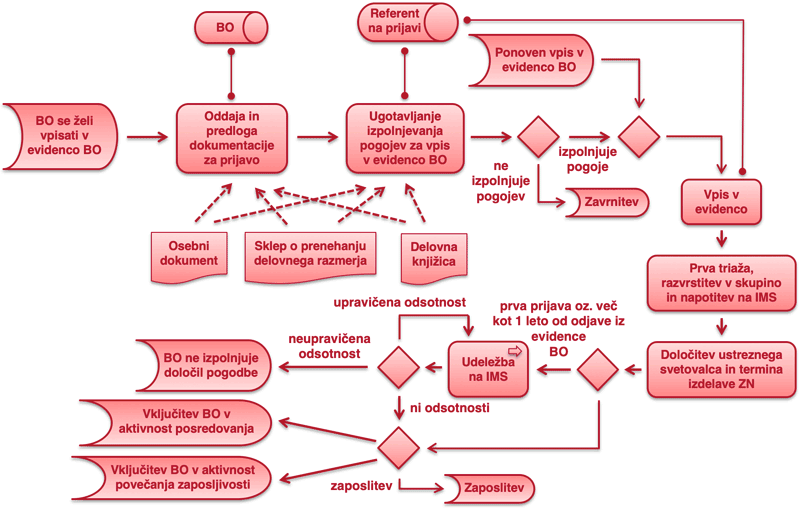 BO
Referent
na prijavi
Ponoven vpis v
evidenco BO
BO se želi
vpisati v
evidenco BO
Oddaja in
predloga
dokumentacije
za prijavo
Ugotavljanje
izpolnjevanja
pogojev za vpis
v evidenco BO
ne
izpolnjuje
pogojev
izpolnjuje
pogoje
Zavrnitev
Vpis v
evidenco
Osebni
dokument
Sklep o prenehanju
delovnega razmerja
Delovna
knjižica
Prva triaža,
razvrstitev v skupino
in napotitev na IMS
upravičena odsotnost
prva prijava oz. več
kot 1 leto od odjave iz
evidence
BO
neupravičena
odsotnost
BO ne izpolnjuje
določil pogodbe
Udeležba
na IMS
Določitev ustreznega
svetovalca in termina
izdelave ZN
ni odsotnosti
Vključitev BO v
aktivnost posredovanja
Vključitev BO v aktivnost
povečanja zaposljivosti
zaposlitev
Zaposlitev